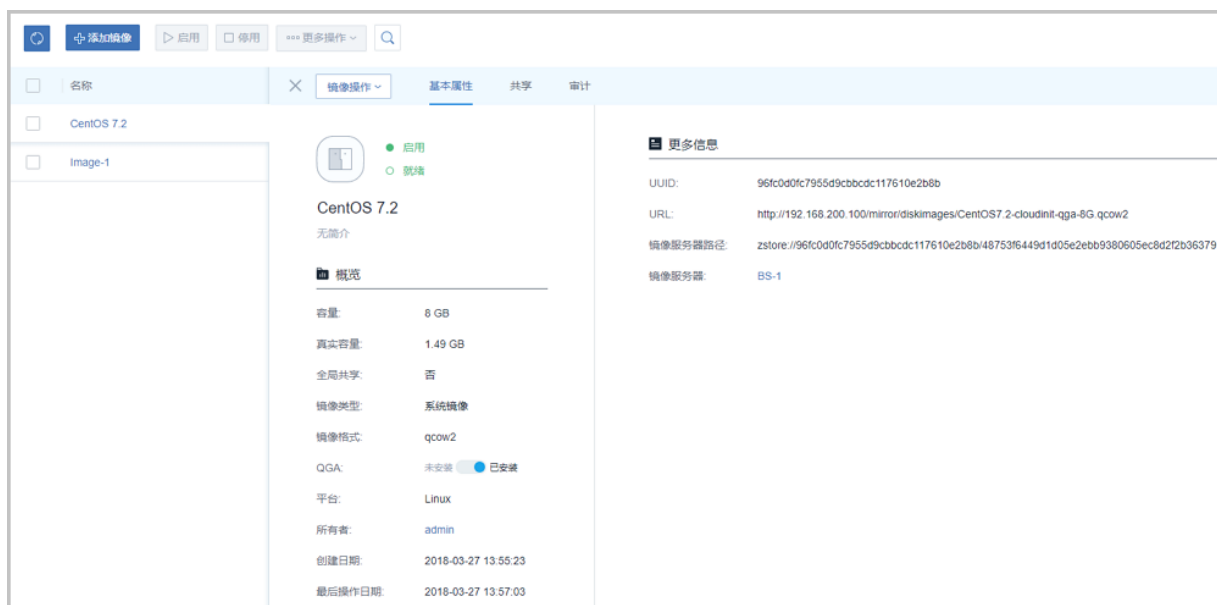 添加镜像 启用 停用 更多操作
名称 镜像操作 基本属性 共享 审计
CentOS 7.2
Image-1
启用
就绪
CentOS 7.2
无简介
概览
容量: 8 GB
真实容量: 1.49 GB
全局共享: 否
镜像类型: 系统镜像
镜像格式: qcow2
QGA: 未安装 已安装
平台: Linux
所有者: admin
创建日期: 2018-03-27 13:55:23
最后操作日期: 2018-03-27 13:57:03
更多信息
UUID: 96fc0d0fc7955d9cbbcdc117610e2b8b
URL: http://192.168.200.100/mirror/diskimages/CentOS7.2-cloudinit-qga-8G.qcow2
镜像服务器路径: zstore://96fc0d0fc7955d9cbbcdc117610e2b8b/48753f6449d1d05e2ebb9380605ec8d2f2b36379
镜像服务器: BS-1